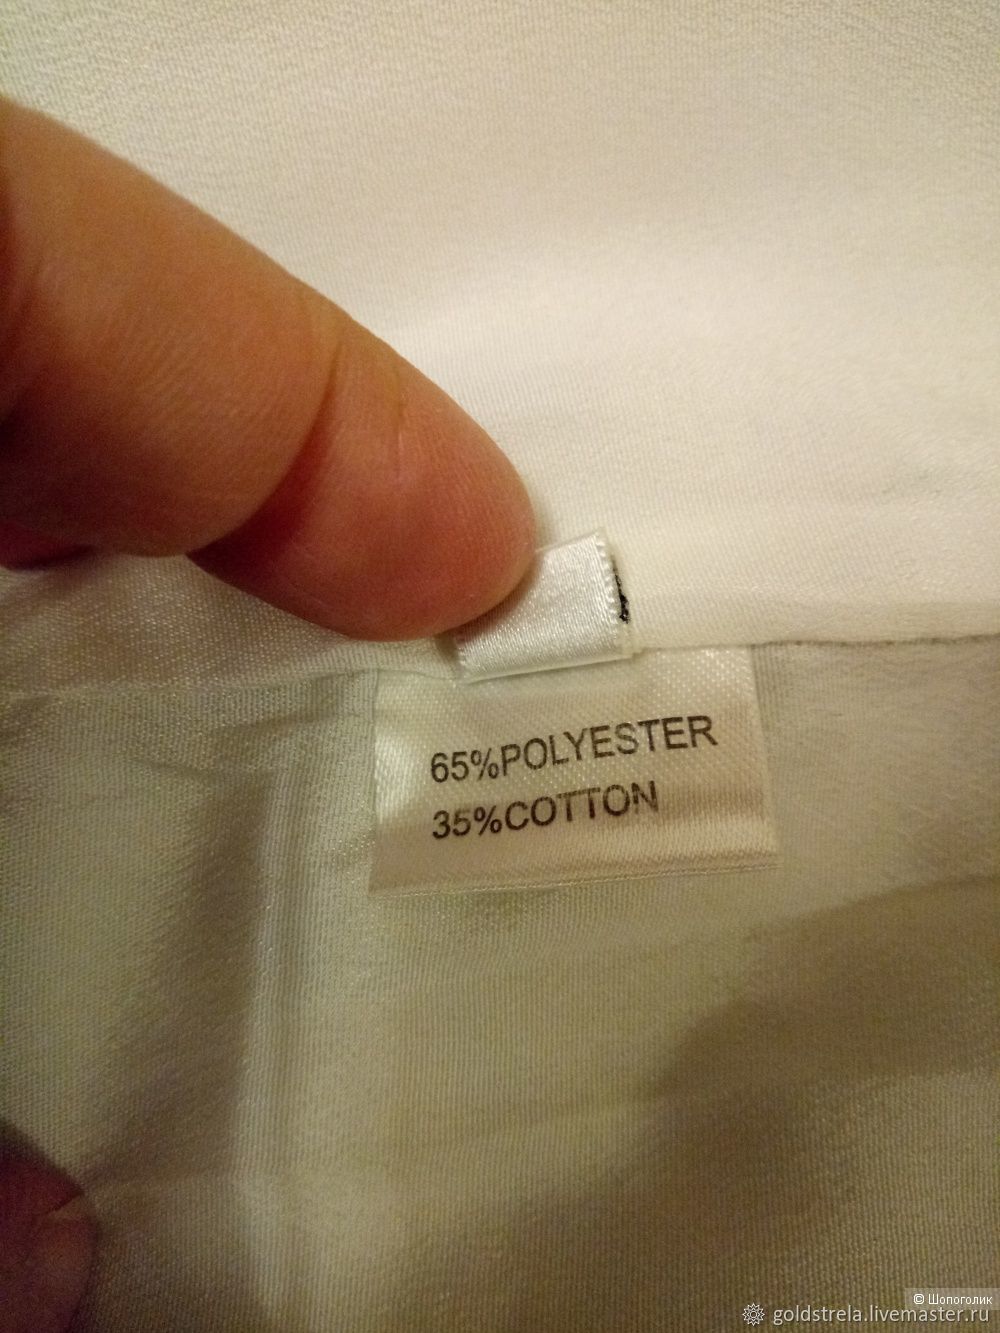 65%POLYESTER
35%COTTON
© Шопоголик
goldstrela.livemaster.ru